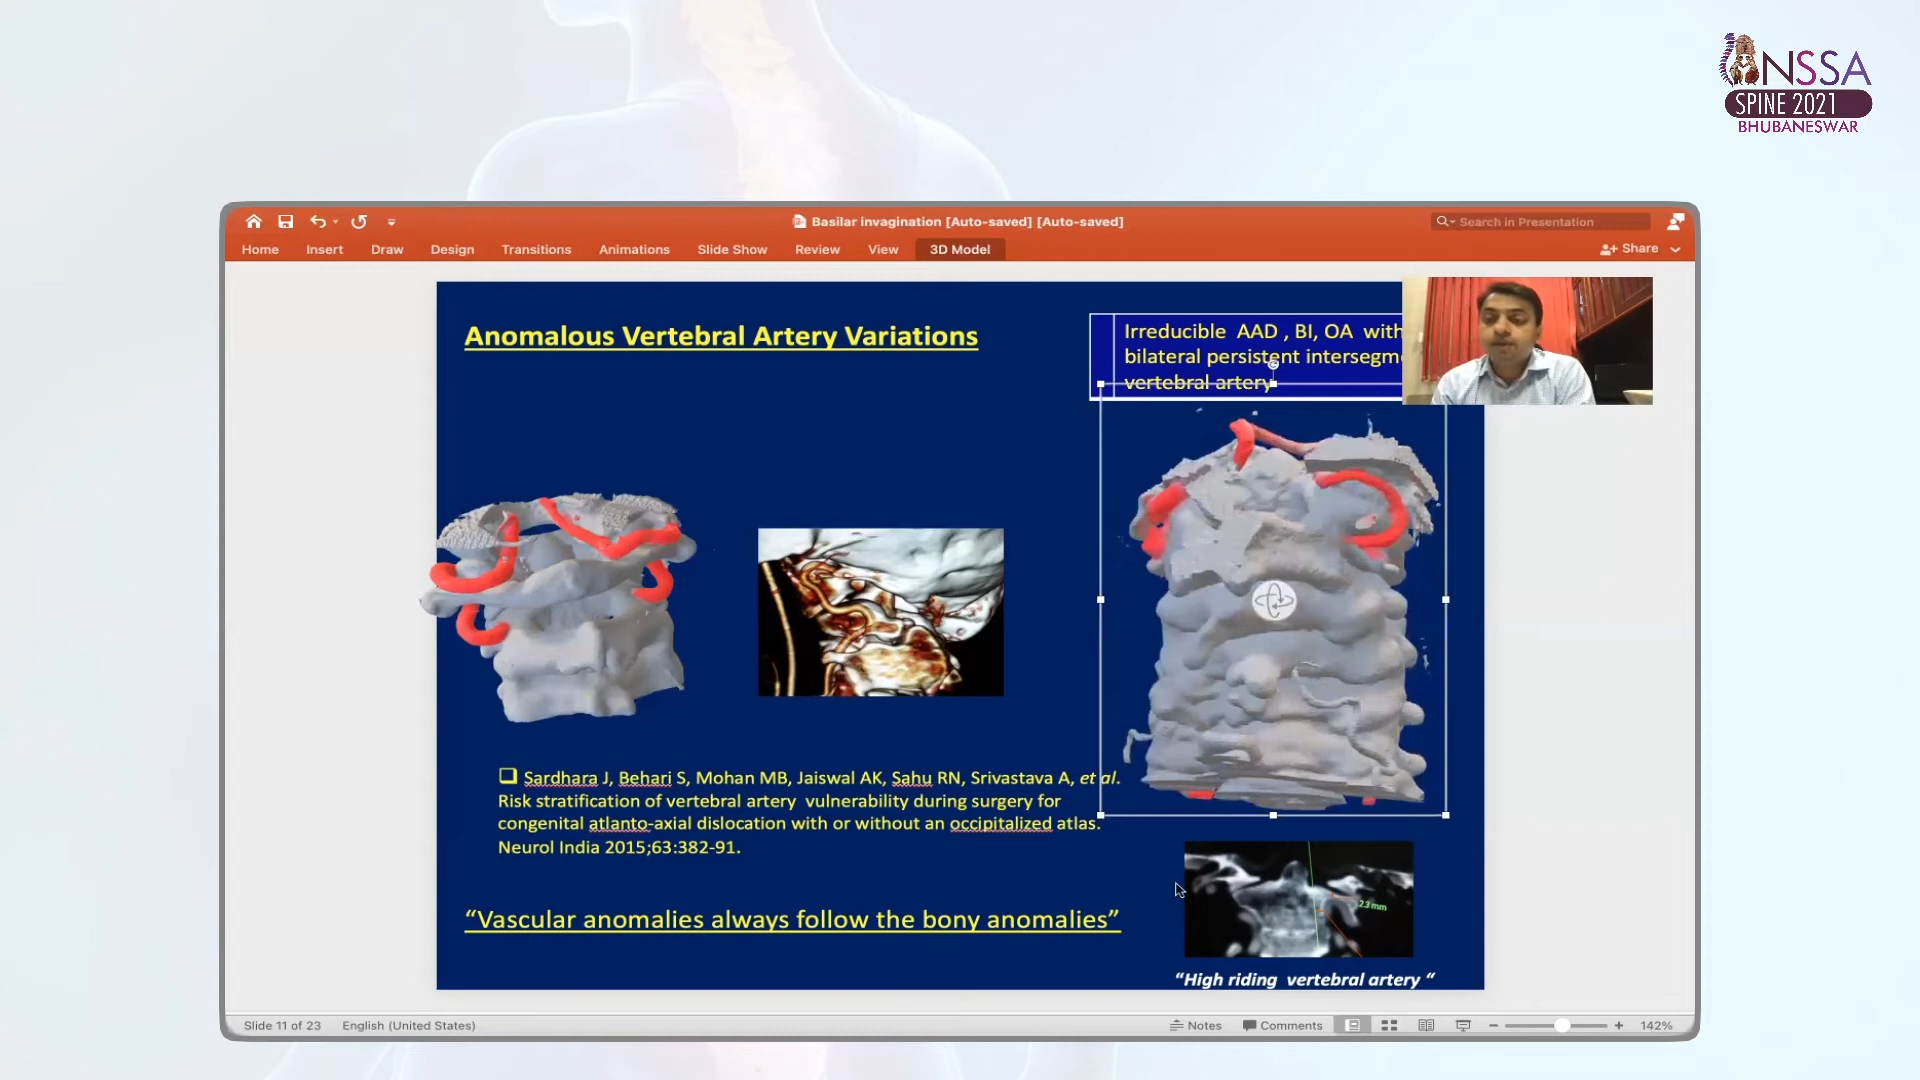 NSSA
SPINE 2021
BHUBANESWAR
Basilar invagination [Auto-saved] [Auto-saved]
Search in Presentation
Home Insert Draw Design Transitions Animations Slide Show Review View 3D Model
Share
Anomalous Vertebral Artery Variations
Irreducible AAD , BI, OA with
bilateral persistent intersegm
vertebral artery
Sardhara J, Behari S, Mohan MB, Jaiswal AK, Sahu RN, Srivastava A, et al.
Risk stratification of vertebral artery vulnerability during surgery for
congenital atlanto-axial dislocation with or without an occipitalized atlas.
Neurol India 2015;63:382-91.
2.3 mm
“Vascular anomalies always follow the bony anomalies”
“High riding vertebral artery “
Slide 11 of 23 English (United States) Notes Comments 142%